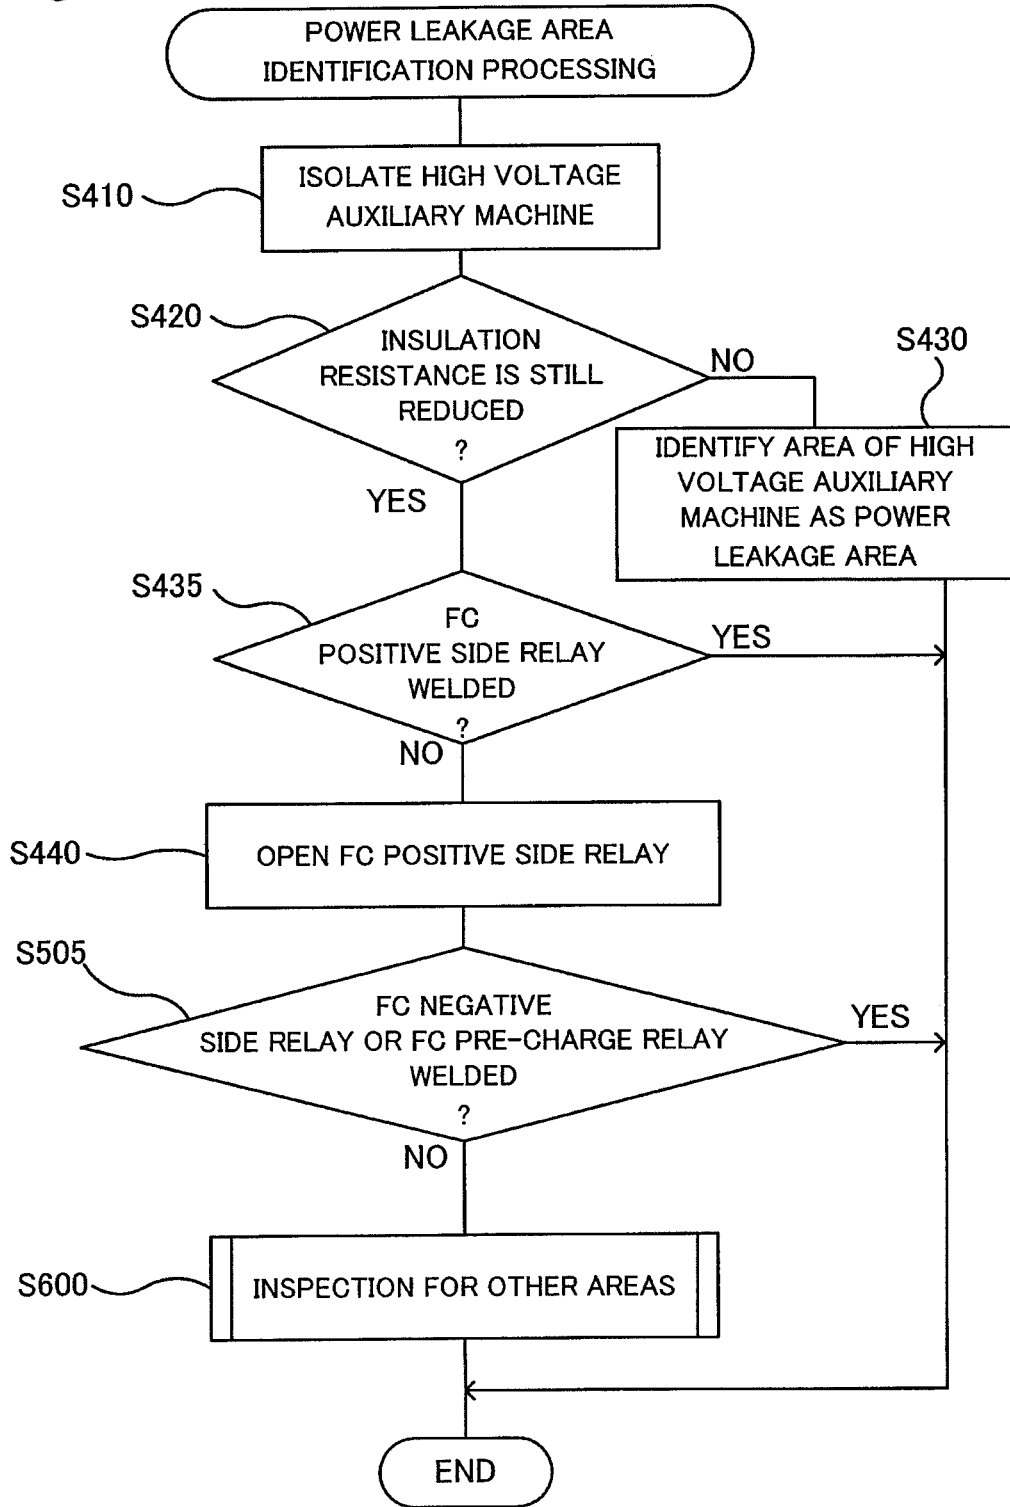 POWER LEAKAGE AREA
IDENTIFICATION PROCESSING
S410
ISOLATE HIGH VOLTAGE
AUXILIARY MACHINE
S420
INSULATION
RESISTANCE IS STILL
REDUCED
?
NO
YES
S430
IDENTIFY AREA OF HIGH
VOLTAGE AUXILIARY
MACHINE AS POWER
LEAKAGE AREA
S435
FC
POSITIVE SIDE RELAY
WELDED
?
YES
NO
S440
OPEN FC POSITIVE SIDE RELAY
S505
FC NEGATIVE
SIDE RELAY OR FC PRE-CHARGE RELAY
WELDED
?
YES
NO
S600
INSPECTION FOR OTHER AREAS
END